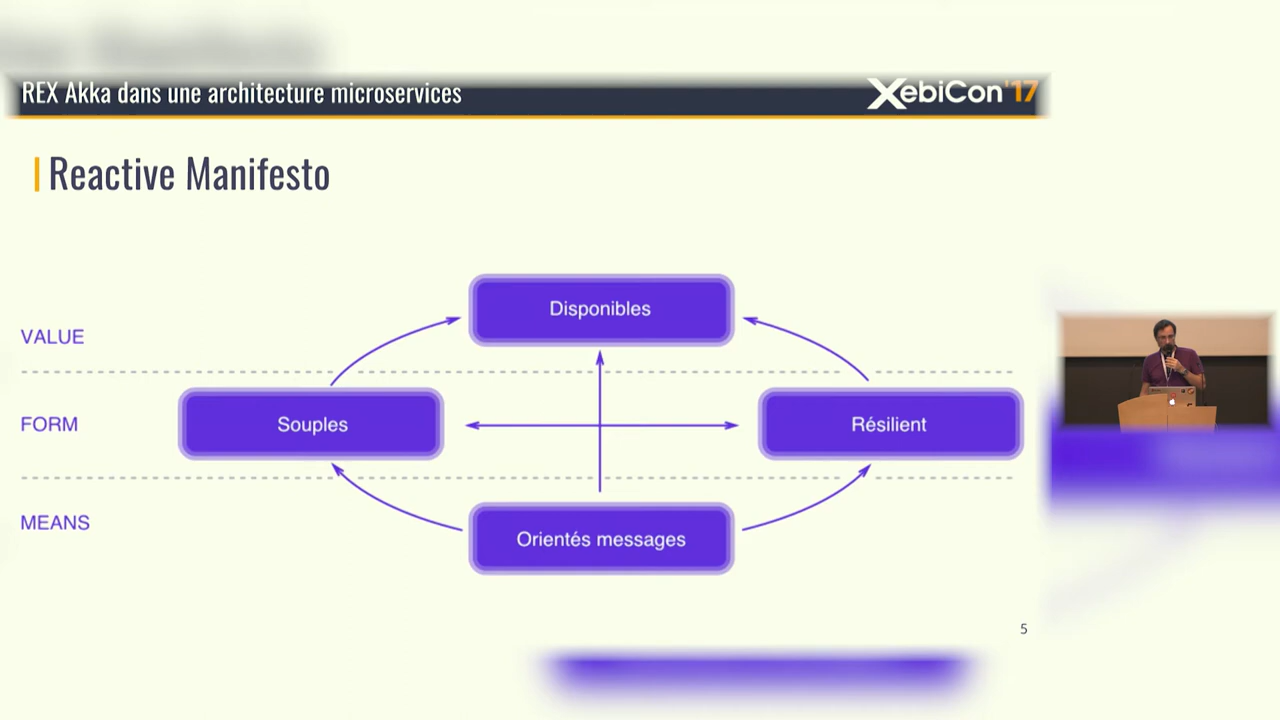 REX Akka dans une architecture microservices
XebiCon'17
Reactive Manifesto
Disponibles
VALUE
Souples
Résilient
FORM
Orientés messages
MEANS
5